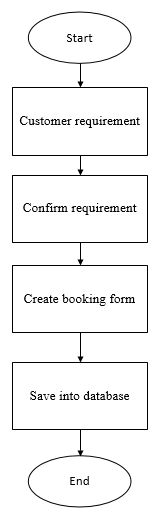 Start
Customer requirement
Confirm requirement
Create booking form
Save into database
End